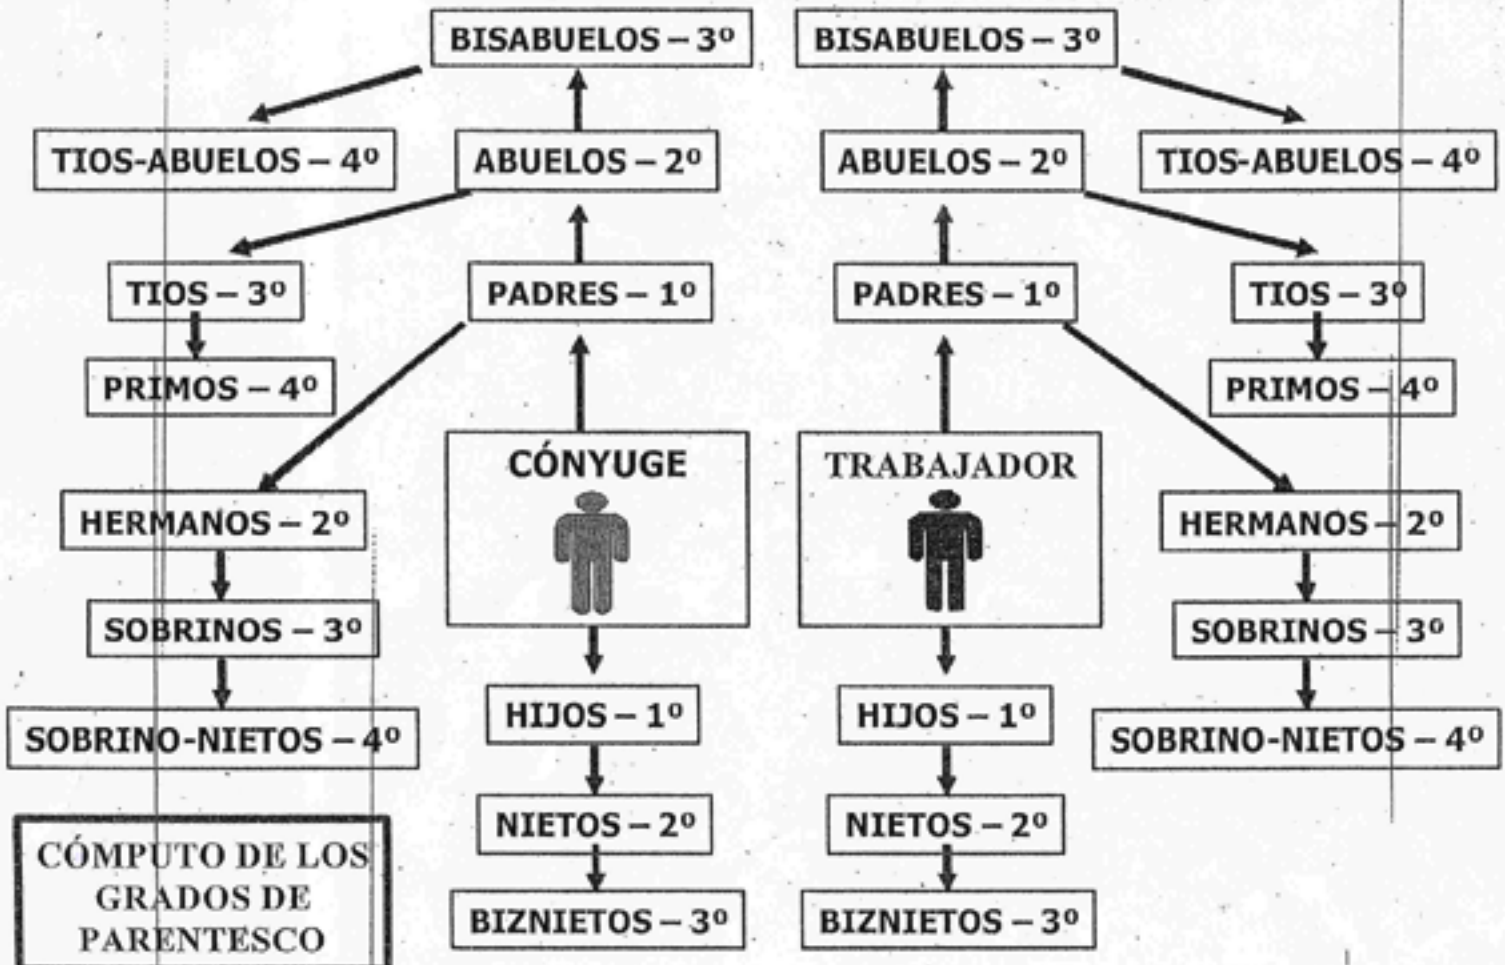 BISABUELOS – 3º
BISABUELOS – 3º
TIOS-ABUELOS – 4º
ABUELOS – 2º
ABUELOS – 2º
TIOS-ABUELOS – 4º
TIOS – 3º
PADRES – 1º
PADRES – 1º
TIOS – 3º
PRIMOS – 4º
PRIMOS – 4º
CÓNYUGE
TRABAJADOR
HERMANOS – 2º
HERMANOS – 2º
SOBRINOS – 3º
SOBRINOS – 3º
HIJOS – 1º
HIJOS – 1º
SOBRINO-NIETOS – 4º
SOBRINO-NIETOS – 4º
NIETOS – 2º
NIETOS – 2º
CÓMPUTO DE LOS
GRADOS DE
PARENTESCO
BIZNIETOS – 3º
BIZNIETOS – 3º